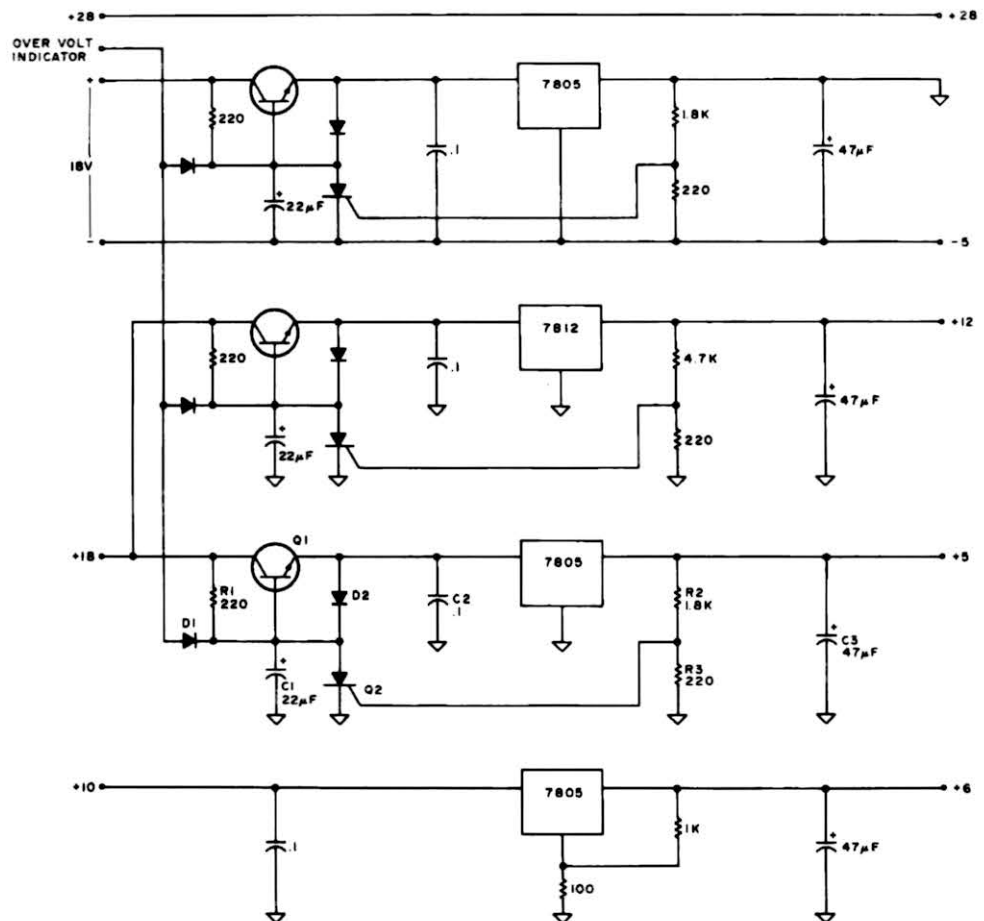 +28 +28
OVER VOLT
INDICATOR
+
7805
220
1.8K
.1
+
47µF
18V
+
22µF
220
-
-5
7812
+12
220
.1
4.7K
+
47µF
+
22µF
220
+18
Q1
7805
+5
R1
220
D2
C2
.1
R2
1.8K
D1
+
C3
47µF
+
C1
22µF
Q2
R3
220
+10
7805
+6
1K
.1
+
47µF
100